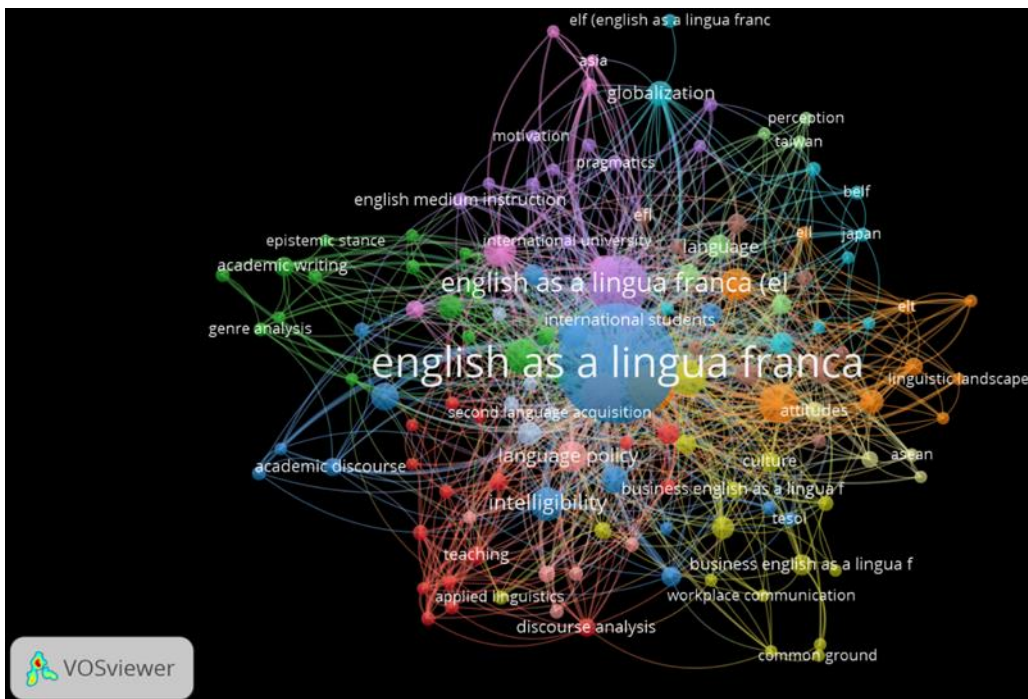 elf (english as a lingua franc
asia
globalization
perception
taiwan
motivation
pragmatics
english medium instruction
belf
efl
eil
japan
epistemic stance
international university
language
academic writing
english as a lingua franca (el
elt
international students
genre analysis
english as a lingua franca
linguistic landscape
second language acquisition
attitudes
language policy
asean
academic discourse
culture
business english as a lingua f
intelligibility
tesol
teaching
business english as a lingua f
applied linguistics
workplace communication
discourse analysis
common ground
VOSviewer